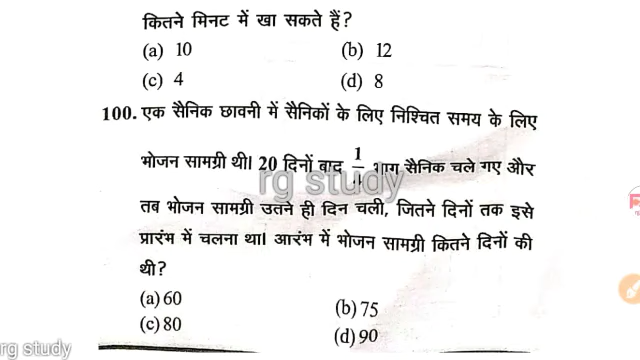 कितने मिनट में खा सकते हैं?
(a) 10 (b) 12
(c) 4 (d) 8
100. एक सैनिक छावनी में सैनिकों के लिए निश्चित समय के लिए
भोजन सामग्री थी। 20 दिनों बाद 1/ भाग सैनिक चले गए और
rg study
तब भोजन सामग्री उतने ही दिन चली, जितने दिनों तक इसे
प्रारंभ में चलना था। आरंभ में भोजन सामग्री कितने दिनों की
थी?
(a) 60 (b) 75
(c) 80 (d) 90
rg study